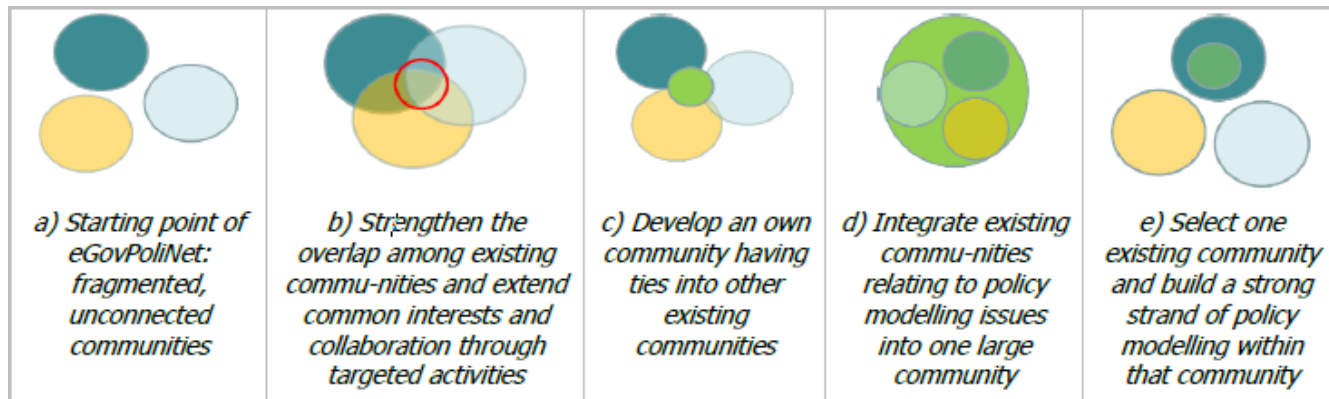 a) Starting point of
eGovPoliNet:
fragmented,
unconnected
communities
b) Strengthen the
overlap among existing
commu-nities and extend
common interests and
collaboration through
targeted activities
c) Develop an own
community having
ties into other
existing
communities
d) Integrate existing
commu-nities
relating to policy
modelling issues
into one large
community
e) Select one
existing community
and build a strong
strand of policy
modelling within
that community